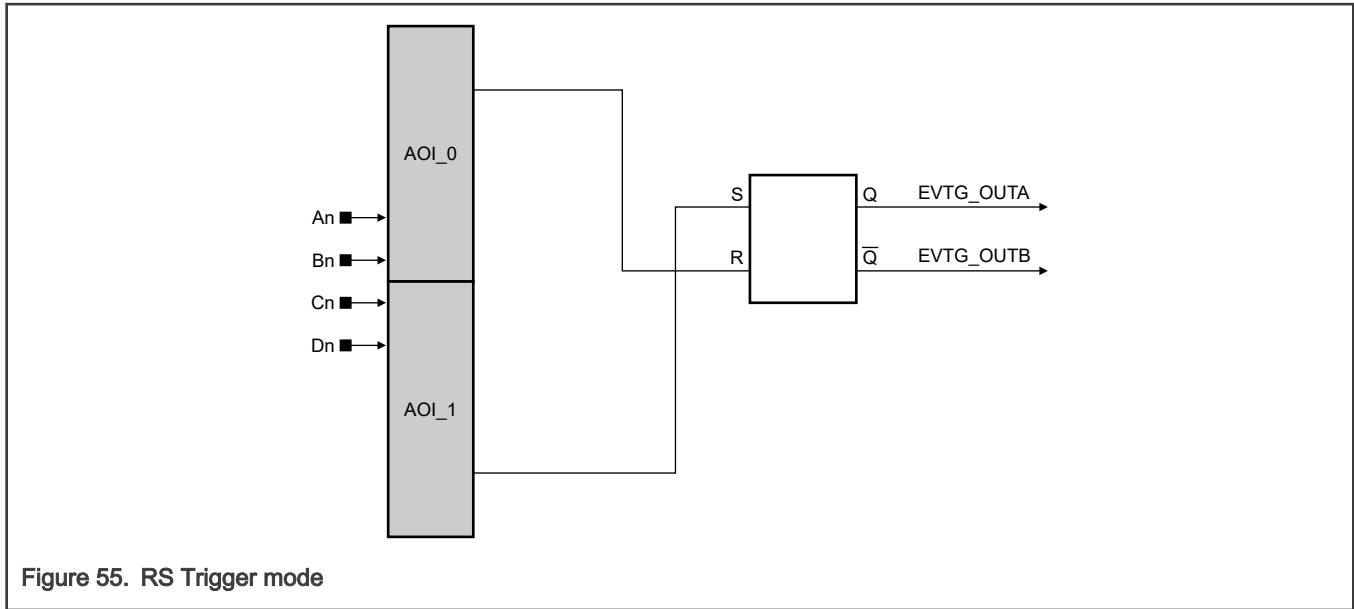 AOI_0
An
Bn
Cn
Dn
AOI_1
S
R
Q
Q̅
EVTG_OUTA
EVTG_OUTB
Figure 55. RS Trigger mode